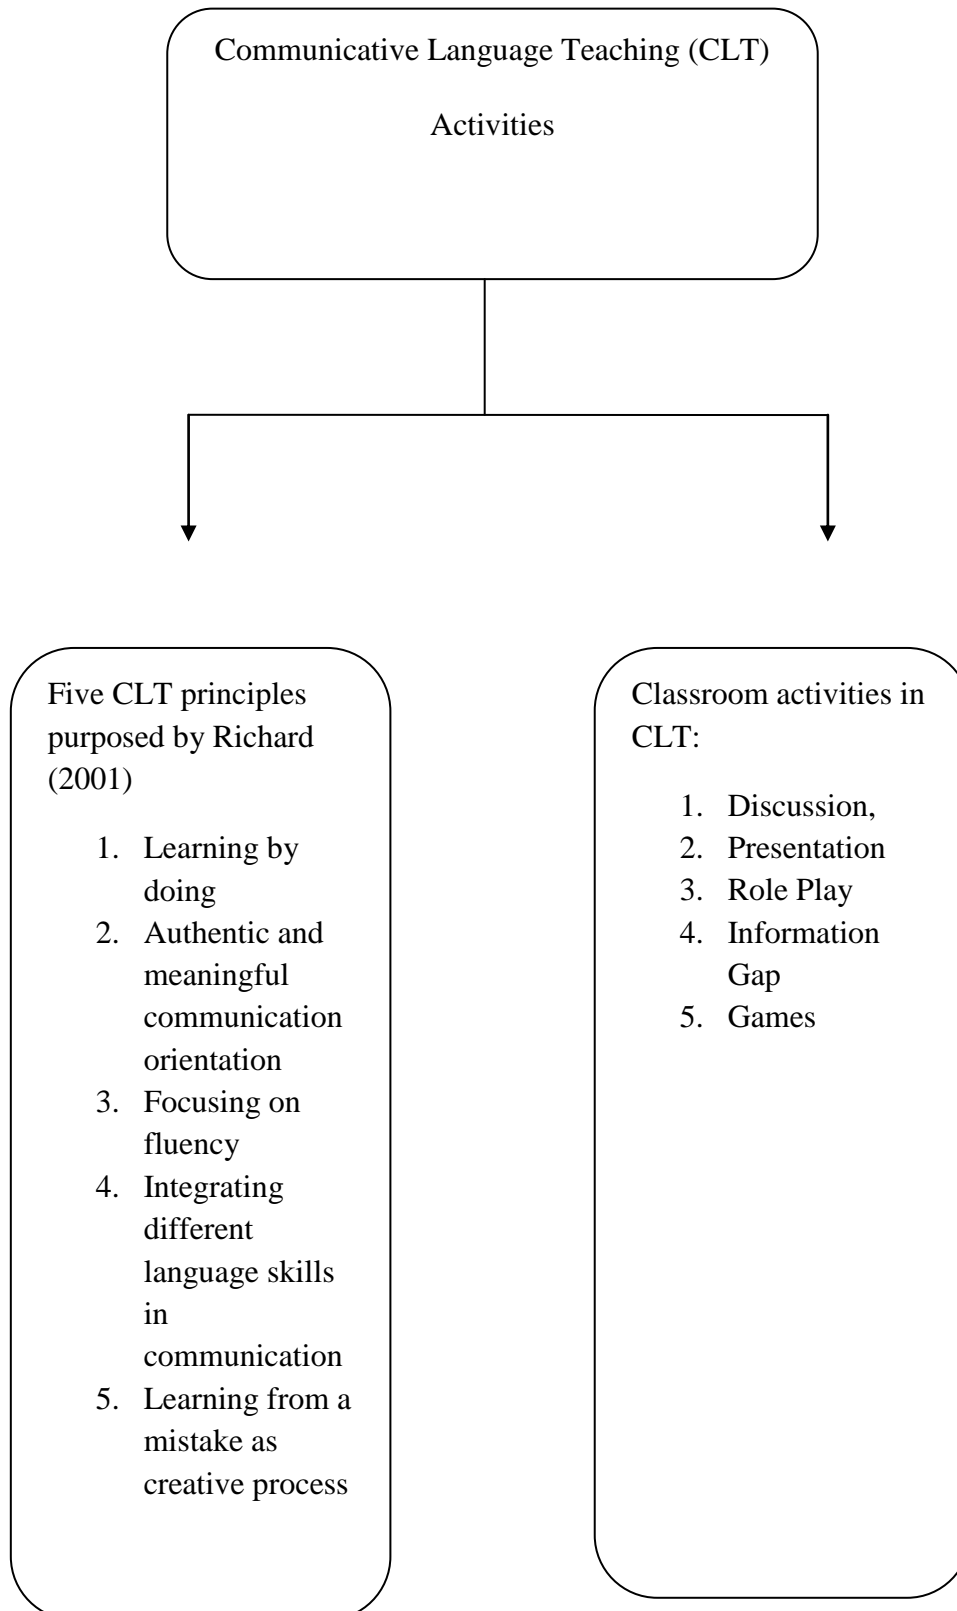 Communicative Language Teaching (CLT)
Activities
Five CLT principles
purposed by Richard
(2001)
1. Learning by
doing
2. Authentic and
meaningful
communication
orientation
3. Focusing on
fluency
4. Integrating
different
language skills
in
communication
5. Learning from a
mistake as
creative process
Classroom activities in
CLT:
1. Discussion,
2. Presentation
3. Role Play
4. Information
Gap
5. Games